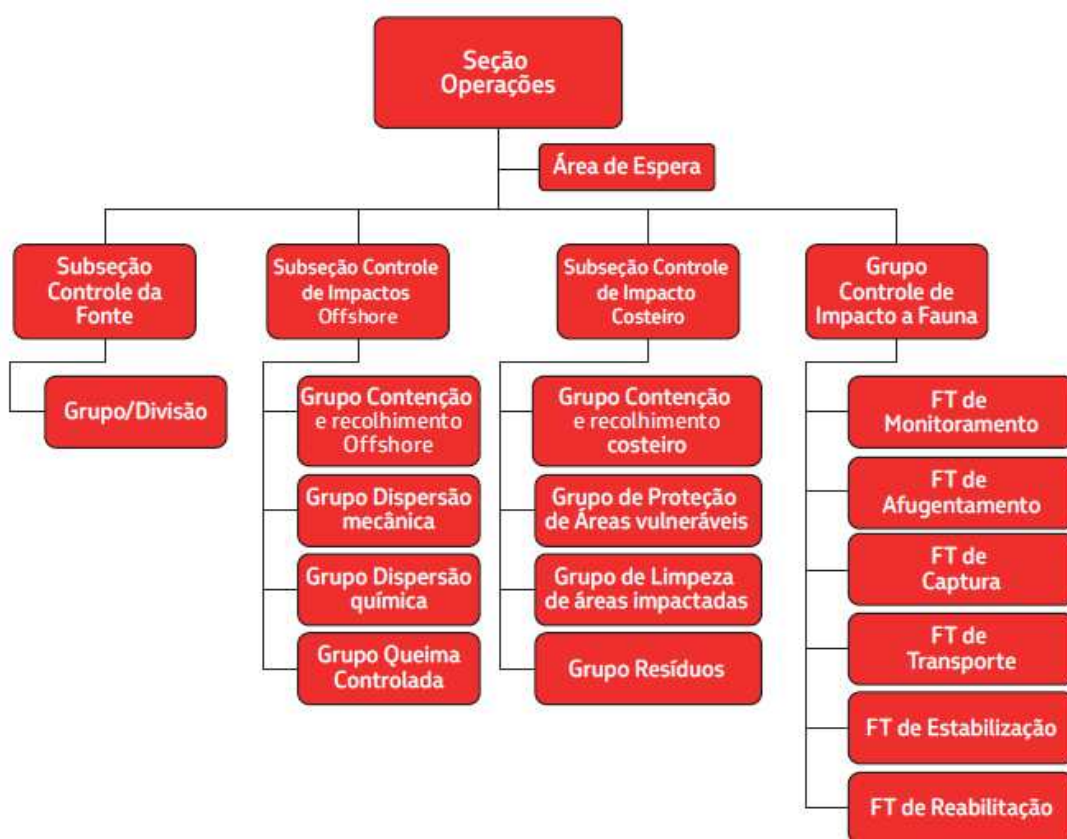 Seção
Operações
Área de Espera
Subseção
Controle da
Fonte
Grupo/Divisão
Subseção Controle
de Impactos
Offshore
Grupo Contenção
e recolhimento
Offshore
Grupo Dispersão
mecânica
Grupo Dispersão
química
Grupo Queima
Controlada
Subseção Controle
de Impacto
Costeiro
Grupo Contenção
e recolhimento
costeiro
Grupo de Proteção
de Áreas vulneráveis
Grupo de Limpeza
de áreas impactadas
Grupo Resíduos
Grupo
Controle de
Impacto a Fauna
FT de
Monitoramento
FT de
Afugentamento
FT de
Captura
FT de
Transporte
FT de Estabilização
FT de Reabilitação